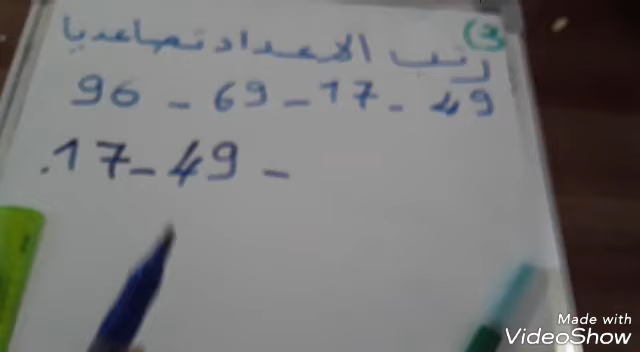 3)
رتب الاعداد تصاعديا
96 - 69 - 17 - 49
.17 - 49 -
Made with
VideoShow